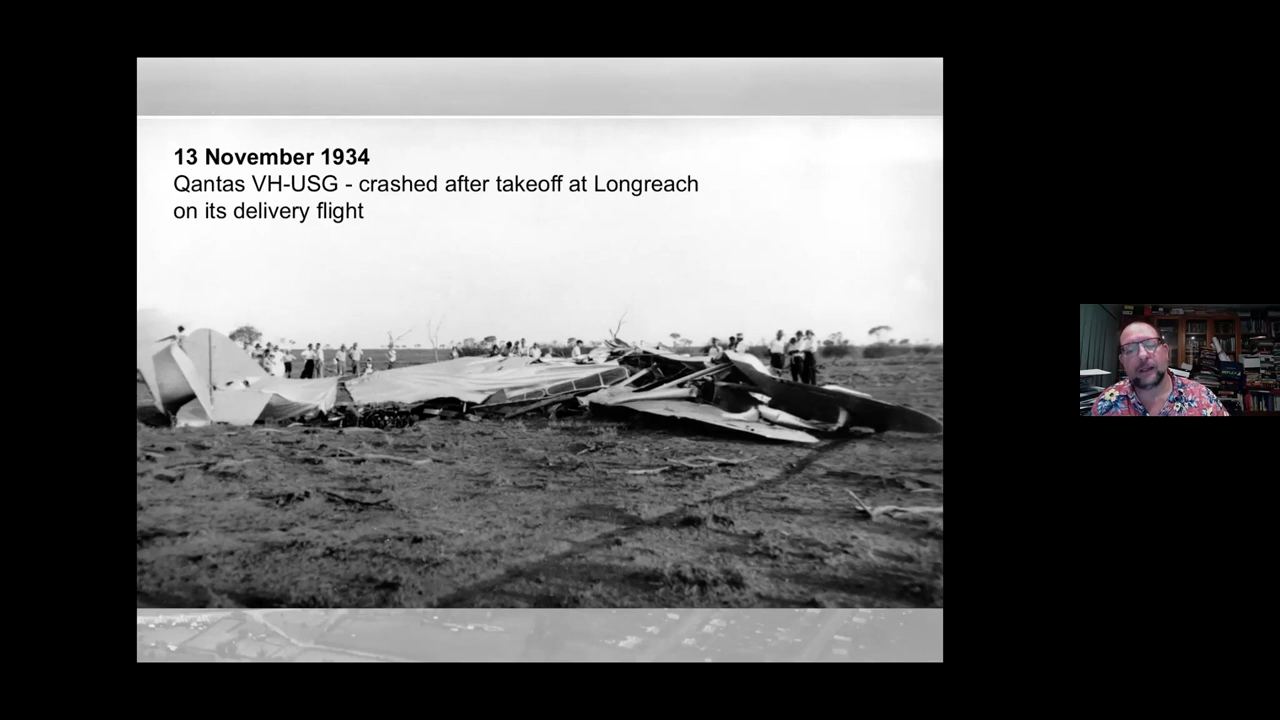 13 November 1934
Qantas VH-USG - crashed after takeoff at Longreach
on its delivery flight